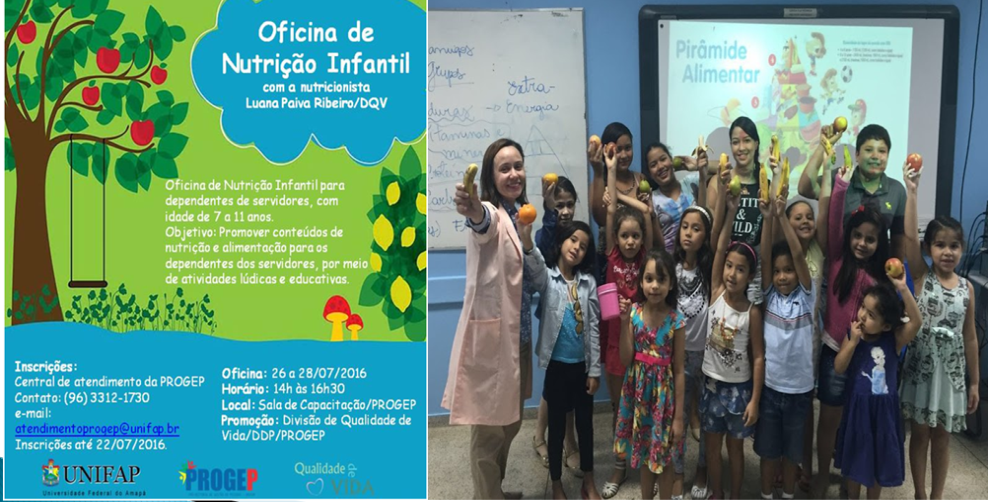 Oficina de
Nutrição Infantil
com a nutricionista
Luana Paiva Ribeiro/DQV
Oficina de Nutrição Infantil para
dependentes de servidores, com
idade de 7 a 11 anos.
Objetivo: Promover conteúdos de
nutrição e alimentação para os
dependentes dos servidores, por meio
de atividades lúdicas e educativas.
Inscrições:
Central de atendimento da PROGEP
Contato: (96) 3312-1730
e-mail:
atendimentoprogep@unifap.br
Inscrições até 22/07/2016.
Oficina: 26 a 28/07/2016
Horário: 14h às 16h30
Local: Sala de Capacitação/PROGEP
Promoção: Divisão de Qualidade de
Vida/DDP/PROGEP
UNIFAP
Universidade Federal do Amapá
PROGEP
Qualidade de
VIDA
Grupos
extra-
Energia
Pirâmide
Alimentar